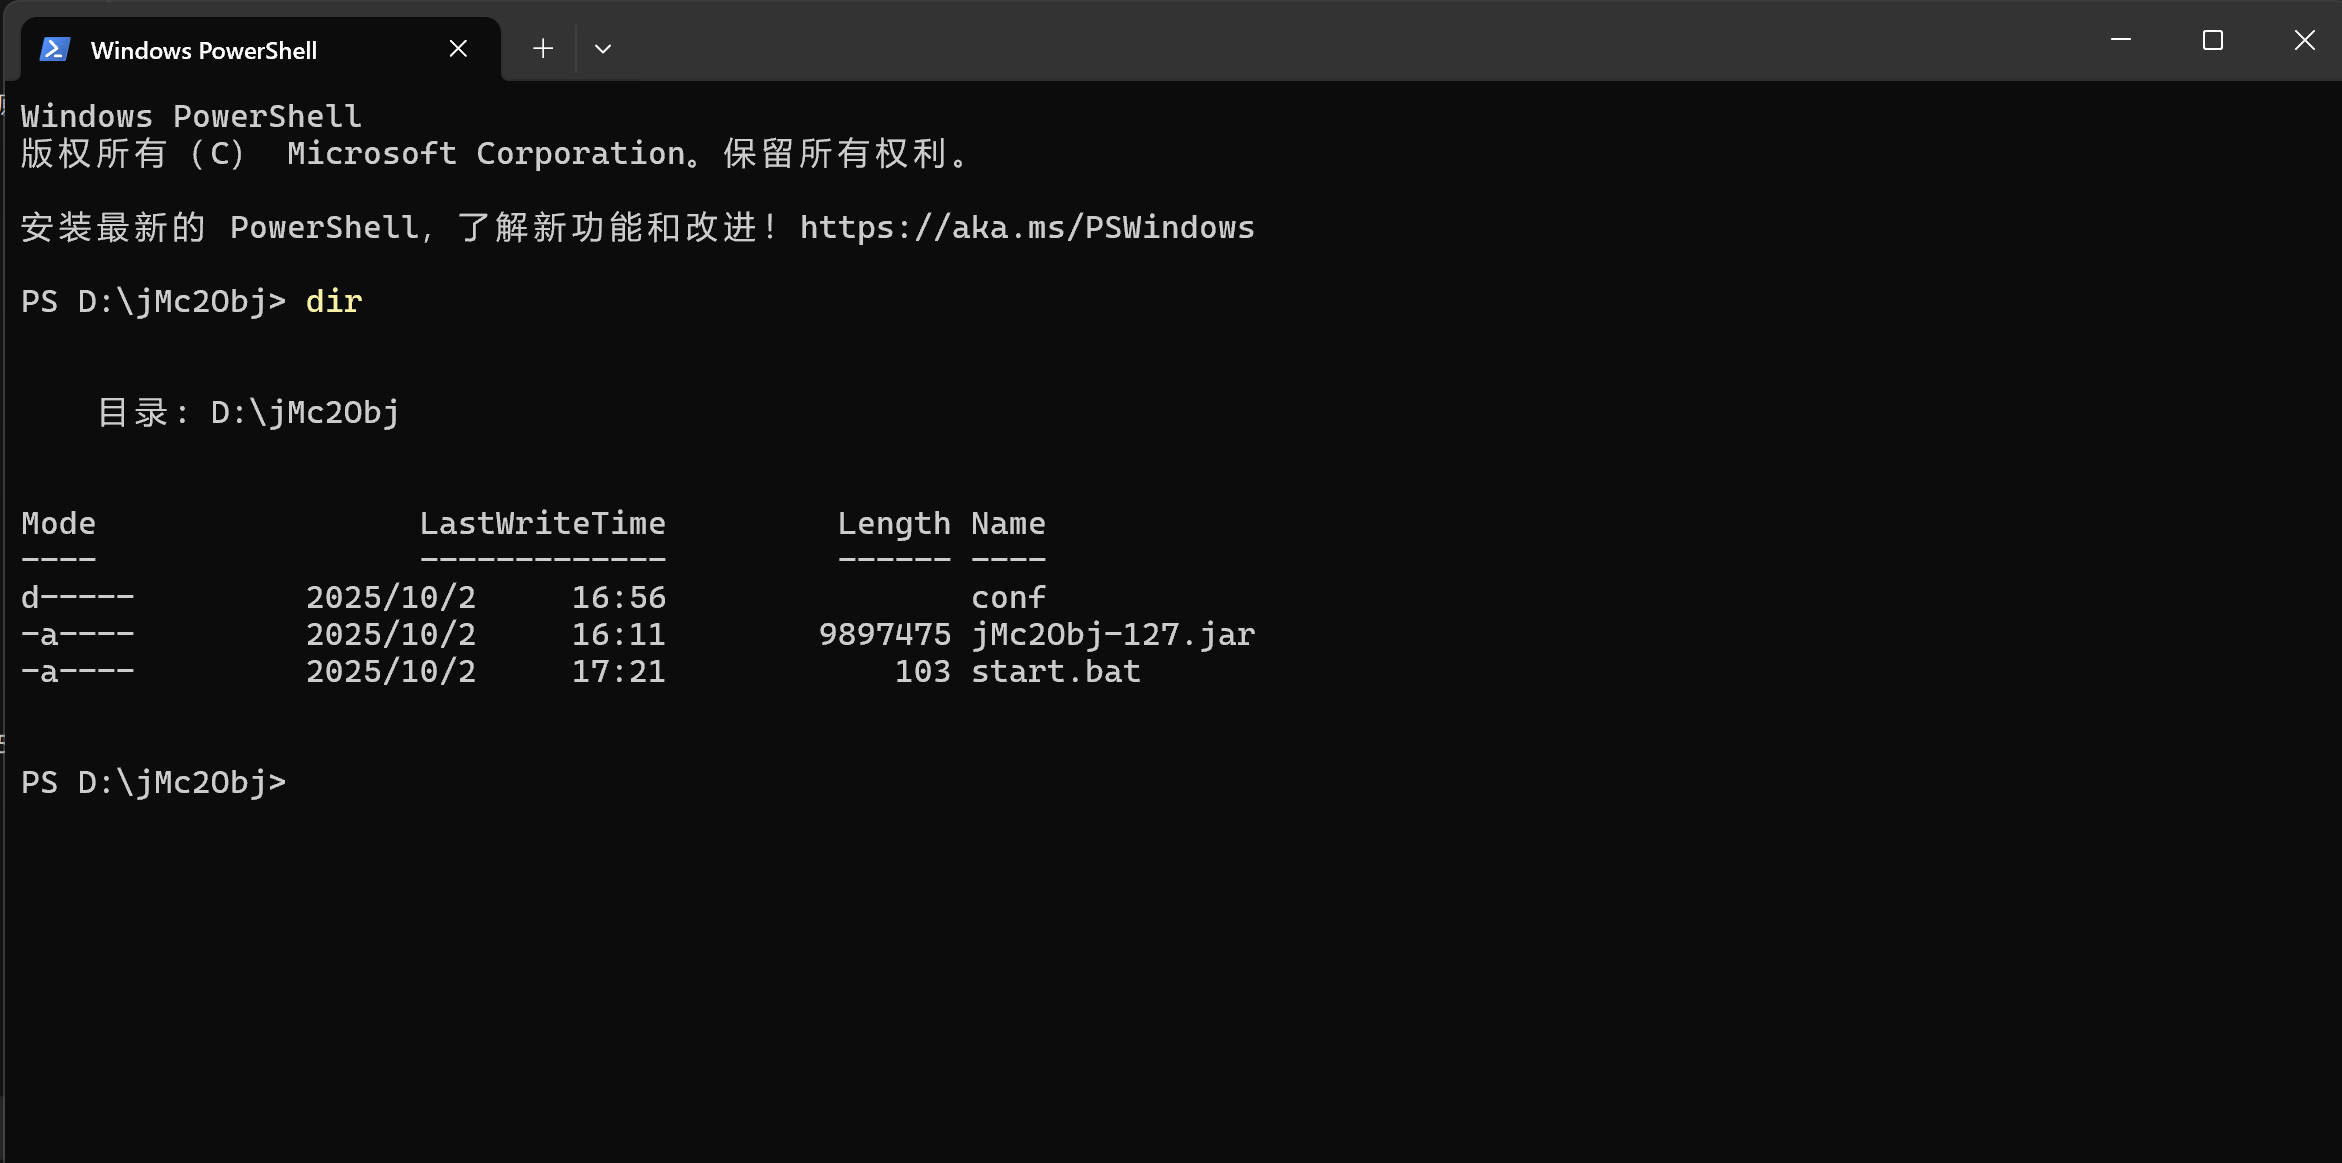 Windows PowerShell
Windows PowerShell
版权所有（C） Microsoft Corporation。保留所有权利。
安装最新的 PowerShell，了解新功能和改进！https://aka.ms/PSWindows
PS D:\jMc2Obj> dir
目录: D:\jMc2Obj
Mode                 LastWriteTime         Length Name
----                 -------------         ------ ----
d-----         2025/10/2     16:56                conf
-a----         2025/10/2     16:11        9897475 jMc2Obj-127.jar
-a----         2025/10/2     17:21            103 start.bat
PS D:\jMc2Obj>